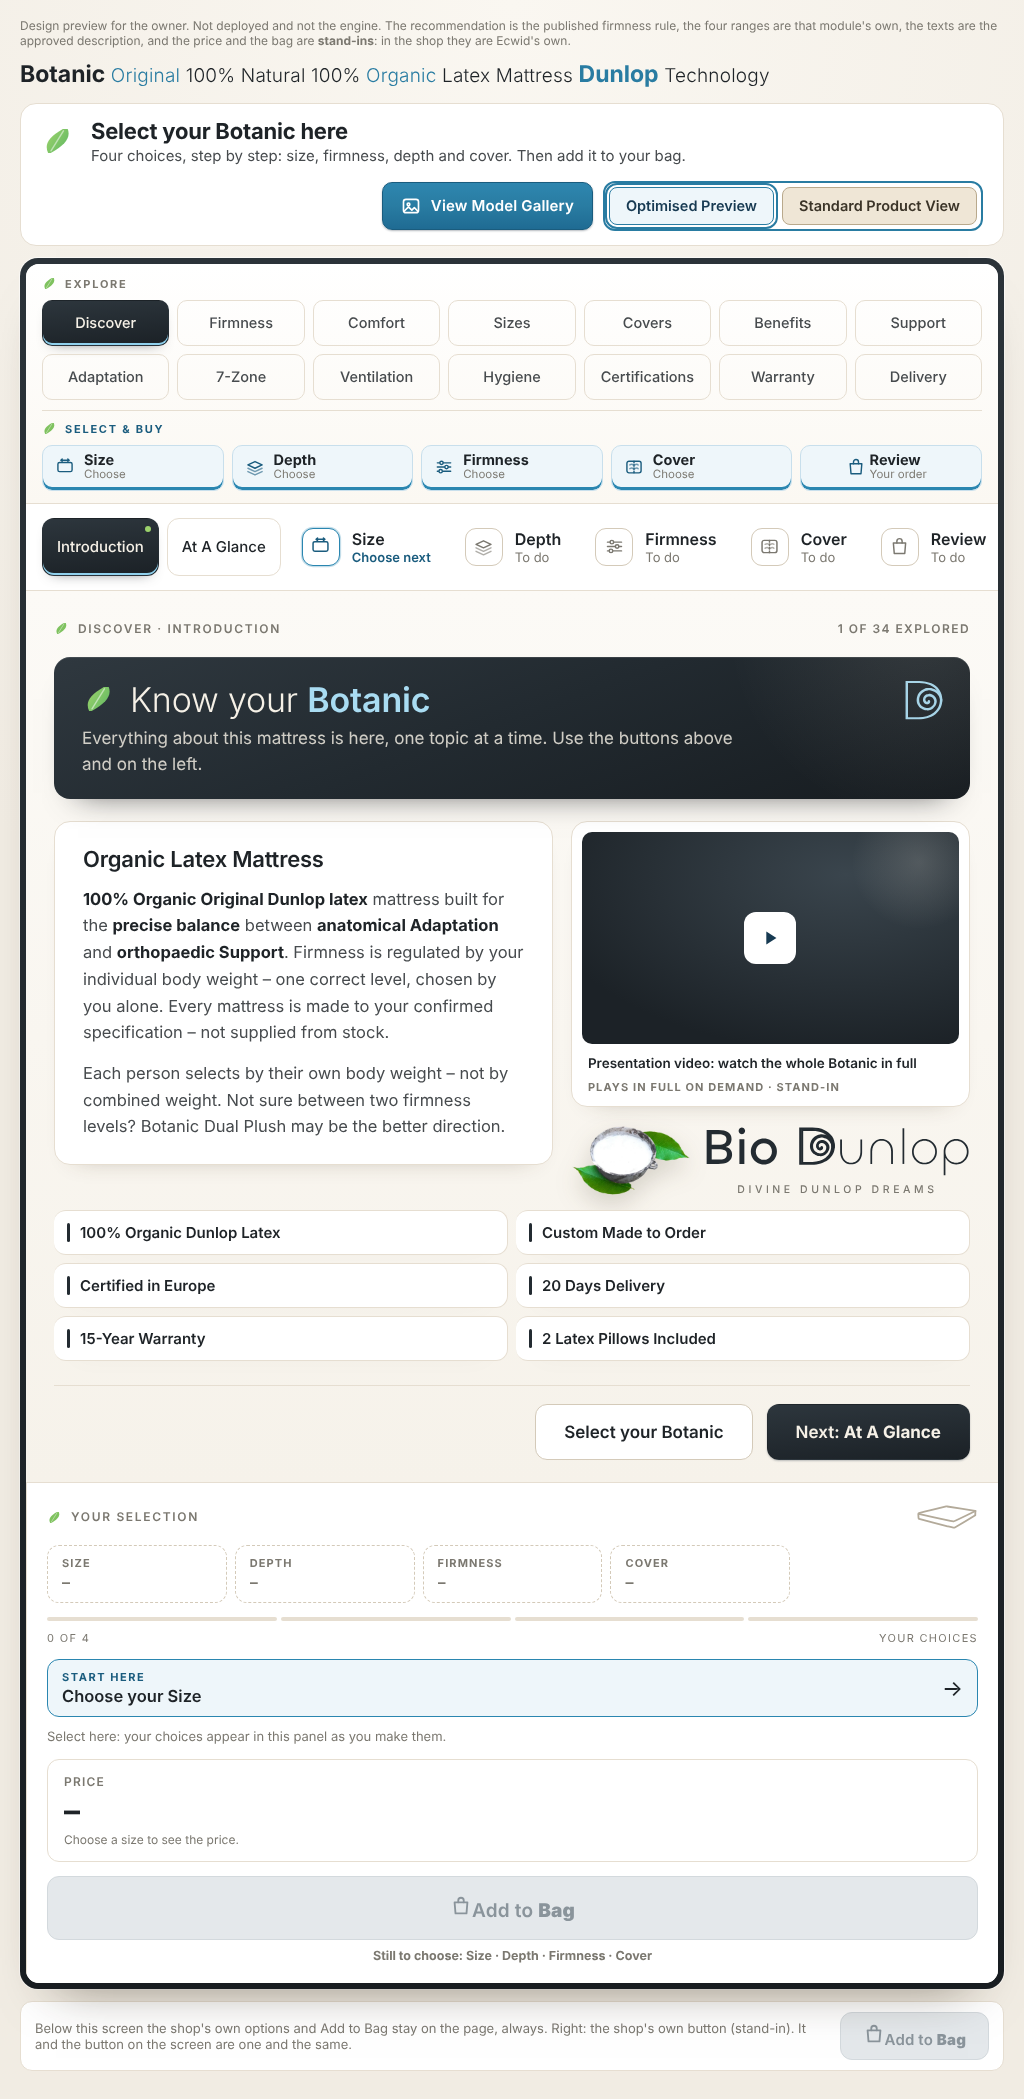 Design preview for the owner. Not deployed and not the engine. The recommendation is the published firmness rule, the four ranges are that module's own, the texts are the
approved description, and the price and the bag are stand-ins: in the shop they are Ecwid's own.
Botanic Original 100% Natural 100% Organic Latex Mattress Dunlop Technology
Select your Botanic here
Four choices, step by step: size, firmness, depth and cover. Then add it to your bag.
View Model Gallery
Optimised Preview
Standard Product View
EXPLORE
Discover
Firmness
Comfort
Sizes
Covers
Benefits
Support
Adaptation
7-Zone
Ventilation
Hygiene
Certifications
Warranty
Delivery
SELECT & BUY
Size
Choose
Depth
Choose
Firmness
Choose
Cover
Choose
Review
Your order
Introduction
At A Glance
Size
Choose next
Depth
To do
Firmness
To do
Cover
To do
Review
To do
DISCOVER · INTRODUCTION
1 OF 34 EXPLORED
Know your Botanic
Everything about this mattress is here, one topic at a time. Use the buttons above
and on the left.
Organic Latex Mattress
100% Organic Original Dunlop latex mattress built for
the precise balance between anatomical Adaptation
and orthopaedic Support. Firmness is regulated by your
individual body weight – one correct level, chosen by
you alone. Every mattress is made to your confirmed
specification – not supplied from stock.
Each person selects by their own body weight – not by
combined weight. Not sure between two firmness
levels? Botanic Dual Plush may be the better direction.
Presentation video: watch the whole Botanic in full
PLAYS IN FULL ON DEMAND · STAND-IN
Bio Dunlop
DIVINE DUNLOP DREAMS
100% Organic Dunlop Latex
Custom Made to Order
Certified in Europe
20 Days Delivery
15-Year Warranty
2 Latex Pillows Included
Select your Botanic
Next: At A Glance
YOUR SELECTION
SIZE
–
DEPTH
–
FIRMNESS
–
COVER
–
0 OF 4
YOUR CHOICES
START HERE
Choose your Size
→
Select here: your choices appear in this panel as you make them.
PRICE
–
Choose a size to see the price.
Add to Bag
Still to choose: Size · Depth · Firmness · Cover
Below this screen the shop's own options and Add to Bag stay on the page, always. Right: the shop's own button (stand-in). It
and the button on the screen are one and the same.
Add to Bag